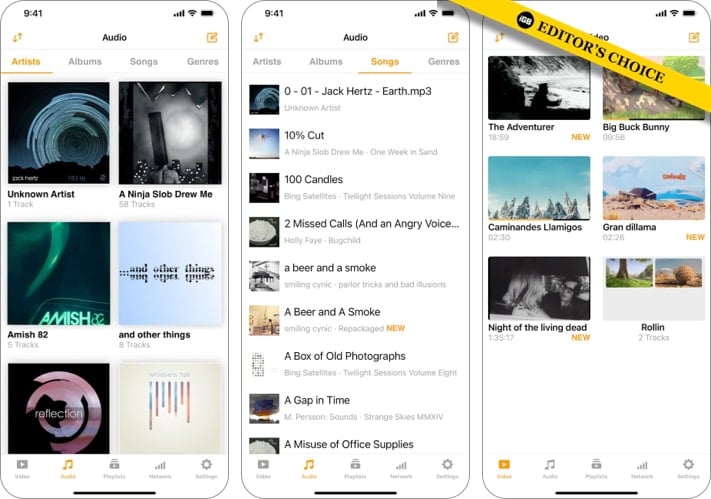 Audio
Artists
Albums
Songs
Genres
jack hertz
783 hz
Unknown Artist
1 Track
A Ninja Slob Drew Me
58 Tracks
AMISH 82
Amish 82
5 Tracks
...and other things
and other things
8 Tracks
reflection
whispers fall
Video
Audio
Playlists
Network
Settings
Audio
Artists
Albums
Songs
Genres
0 - 01 - Jack Hertz - Earth.mp3
Unknown Artist
10% Cut
A Ninja Slob Drew Me - One Week in Sand
100 Candles
Bing Satellites - Twilight Sessions Volume Nine
2 Missed Calls (And an Angry Voice...
Holly Faye - Bugchild
a beer and a smoke
smiling cynic - parlor tricks and bad illusions
A Beer and A Smoke
smiling cynic - Repackaged NEW
A Box of Old Photographs
Bing Satellites - Twilight Sessions Volume Eight
A Gap in Time
M. Persson: Sounds - Strange Skies MMXIV
A Misuse of Office Supplies
Video
Audio
Playlists
Network
Settings
iGB EDITOR'S CHOICE
The Adventurer
18:59
NEW
Big Buck Bunny
09:56
Caminandes Llamigos
02:30
Gran dillama
02:26
NEW
Night of the living dead
1:35:17
NEW
Rollin
2 Tracks
Video
Audio
Playlists
Network
Settings